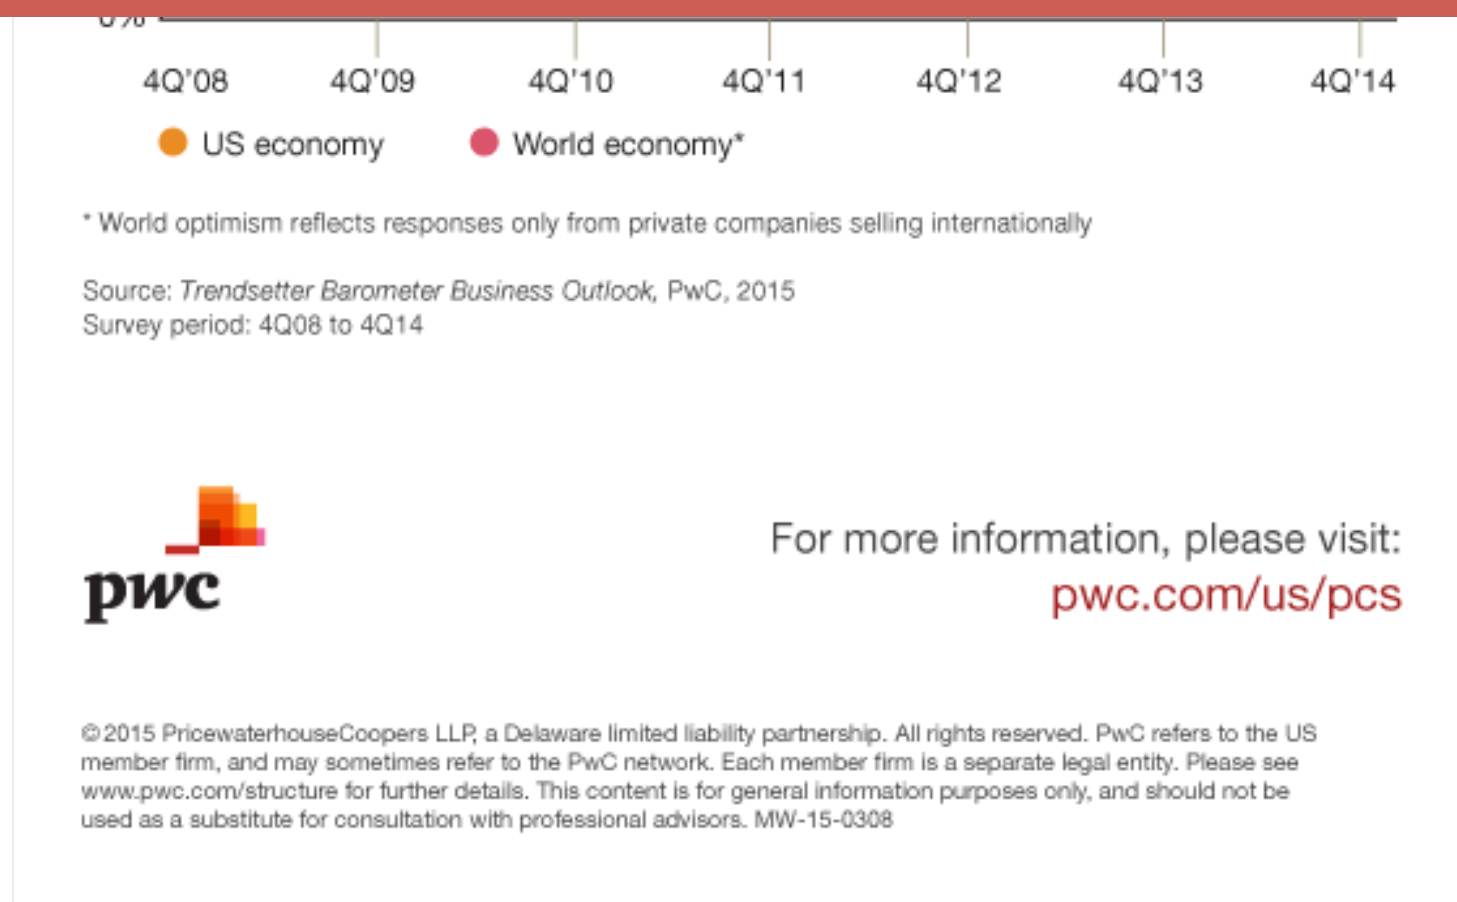 0%
4Q'08 4Q'09 4Q'10 4Q'11 4Q'12 4Q'13 4Q'14
US economy World economy*
* World optimism reflects responses only from private companies selling internationally
Source: Trendsetter Barometer Business Outlook, PwC, 2015
Survey period: 4Q08 to 4Q14
pwc
For more information, please visit:
pwc.com/us/pcs
© 2015 PricewaterhouseCoopers LLP, a Delaware limited liability partnership. All rights reserved. PwC refers to the US
member firm, and may sometimes refer to the PwC network. Each member firm is a separate legal entity. Please see
www.pwc.com/structure for further details. This content is for general information purposes only, and should not be
used as a substitute for consultation with professional advisors. MW-15-0308